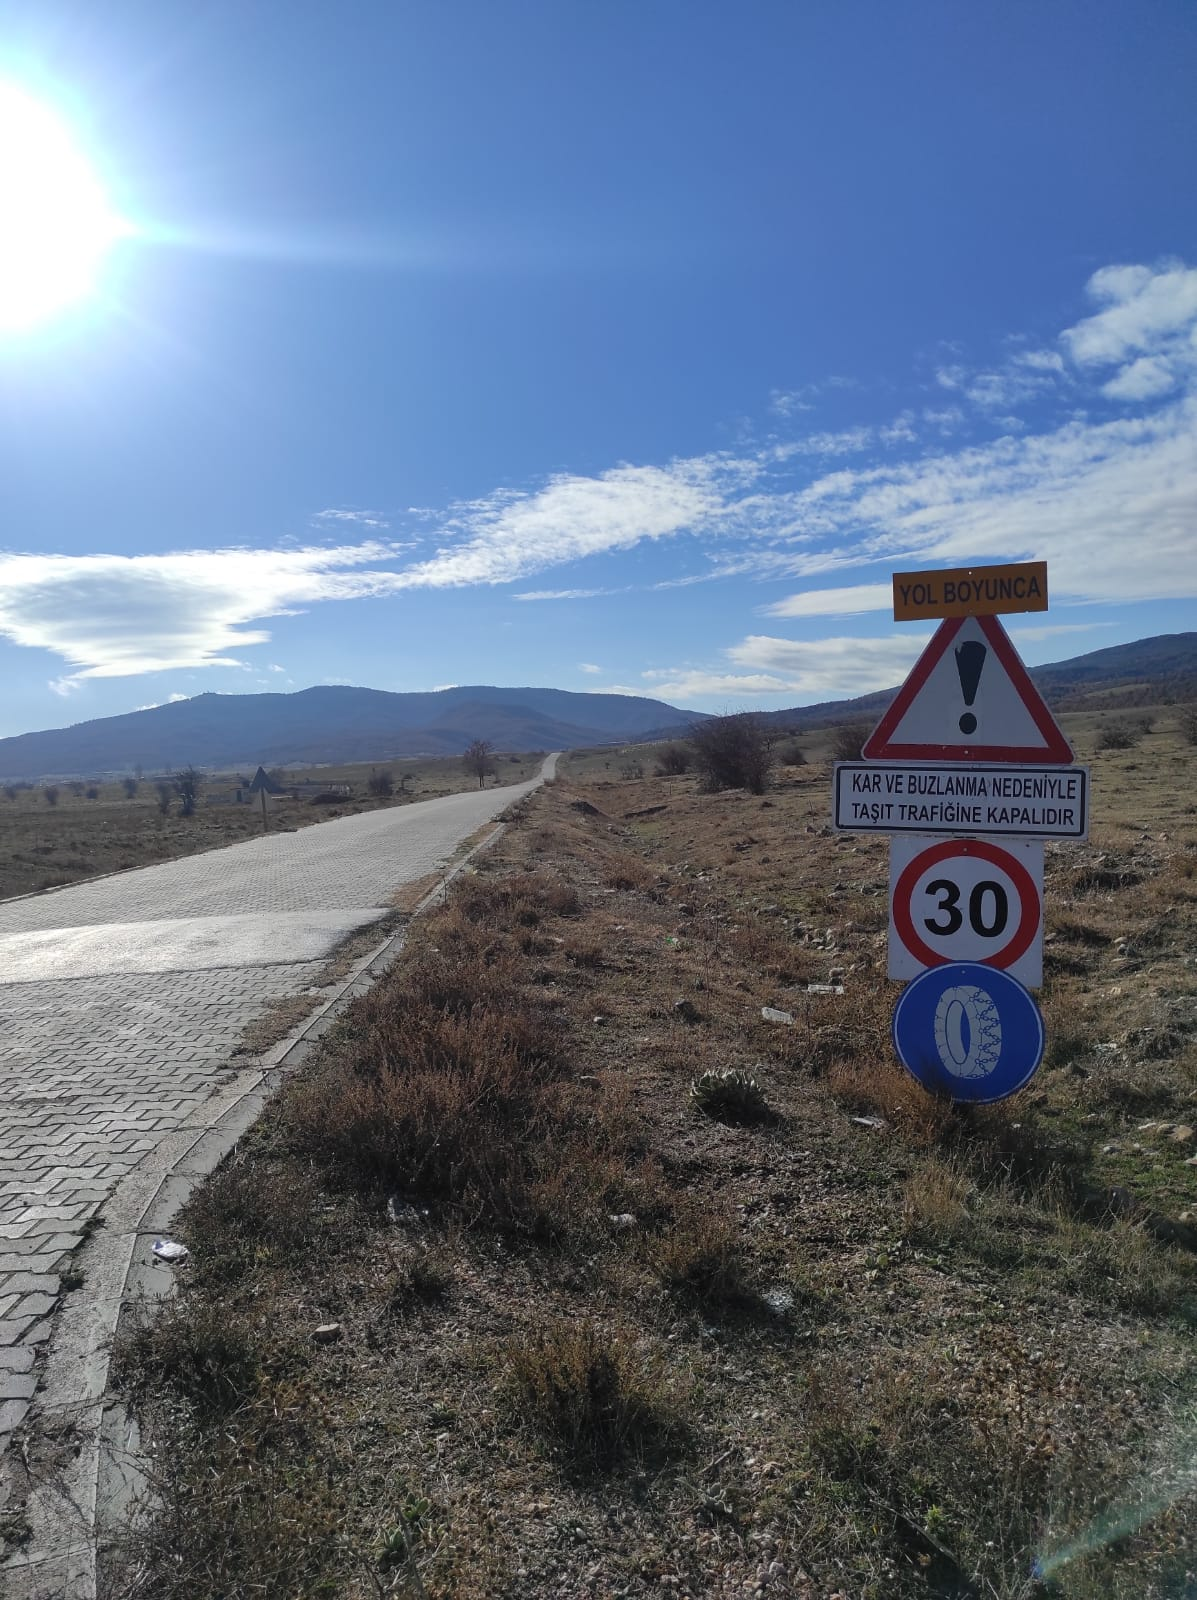 YOL BOYUNCA
KAR VE BUZLANMA NEDENİYLE
TAŞIT TRAFİĞİNE KAPALIDIR
30